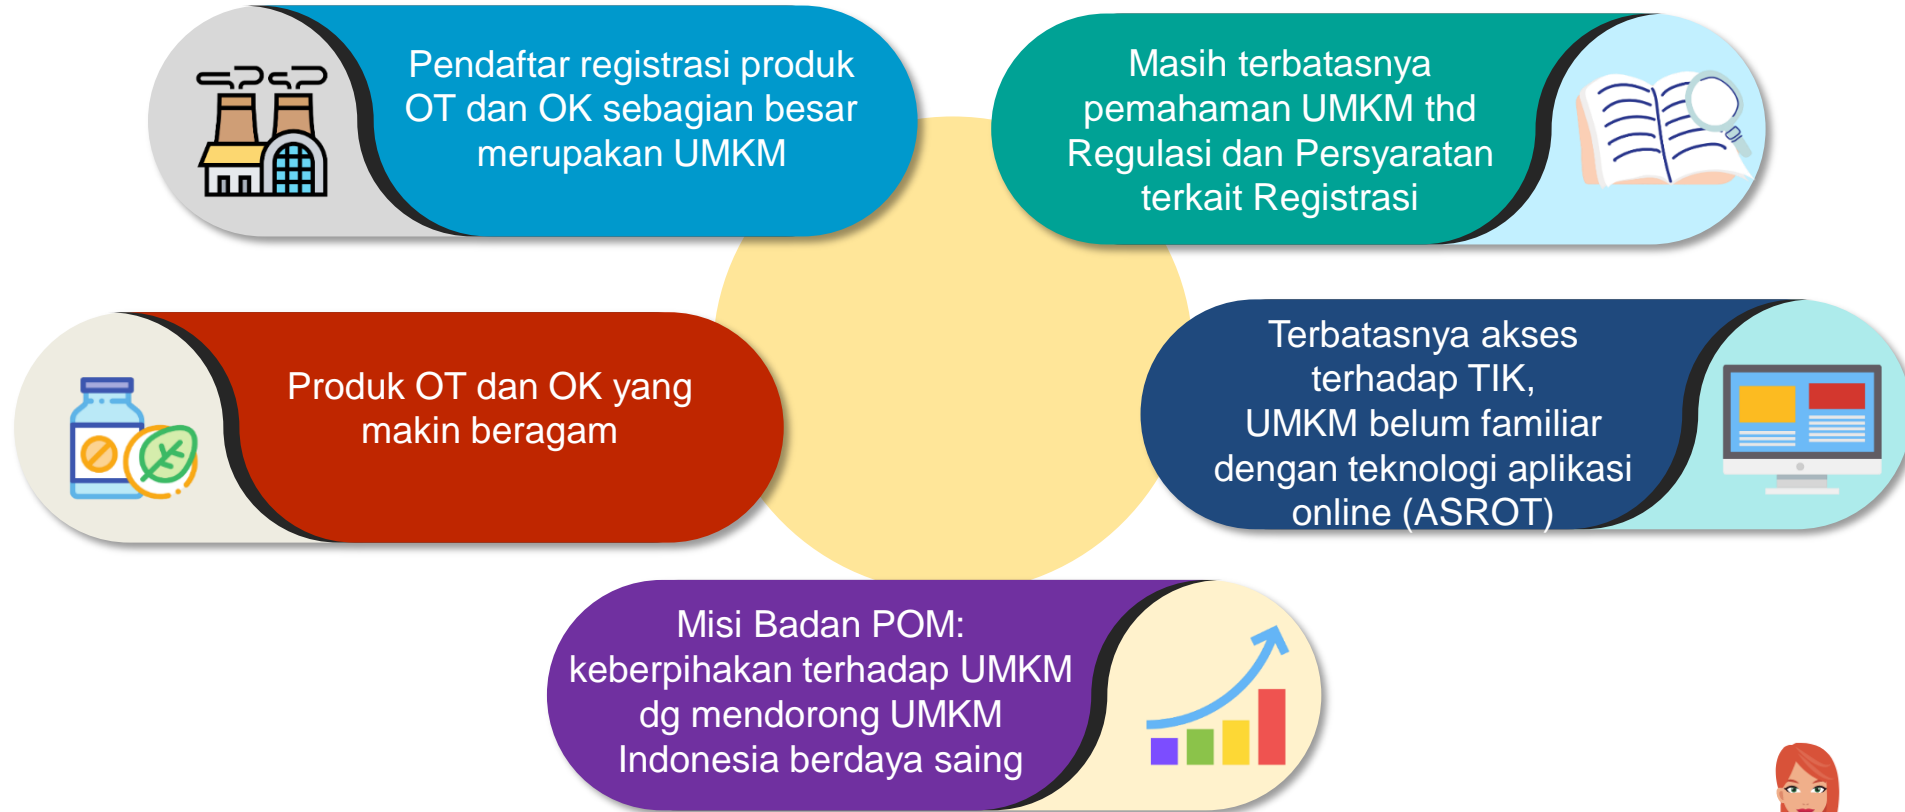 Pendaftar registrasi produk
OT dan OK sebagian besar
merupakan UMKM
Masih terbatasnya
pemahaman UMKM thd
Regulasi dan Persyaratan
terkait Registrasi
Produk OT dan OK yang
makin beragam
Terbatasnya akses
terhadap TIK,
UMKM belum familiar
dengan teknologi aplikasi
online (ASROT)
Misi Badan POM:
keberpihakan terhadap UMKM
dg mendorong UMKM
Indonesia berdaya saing